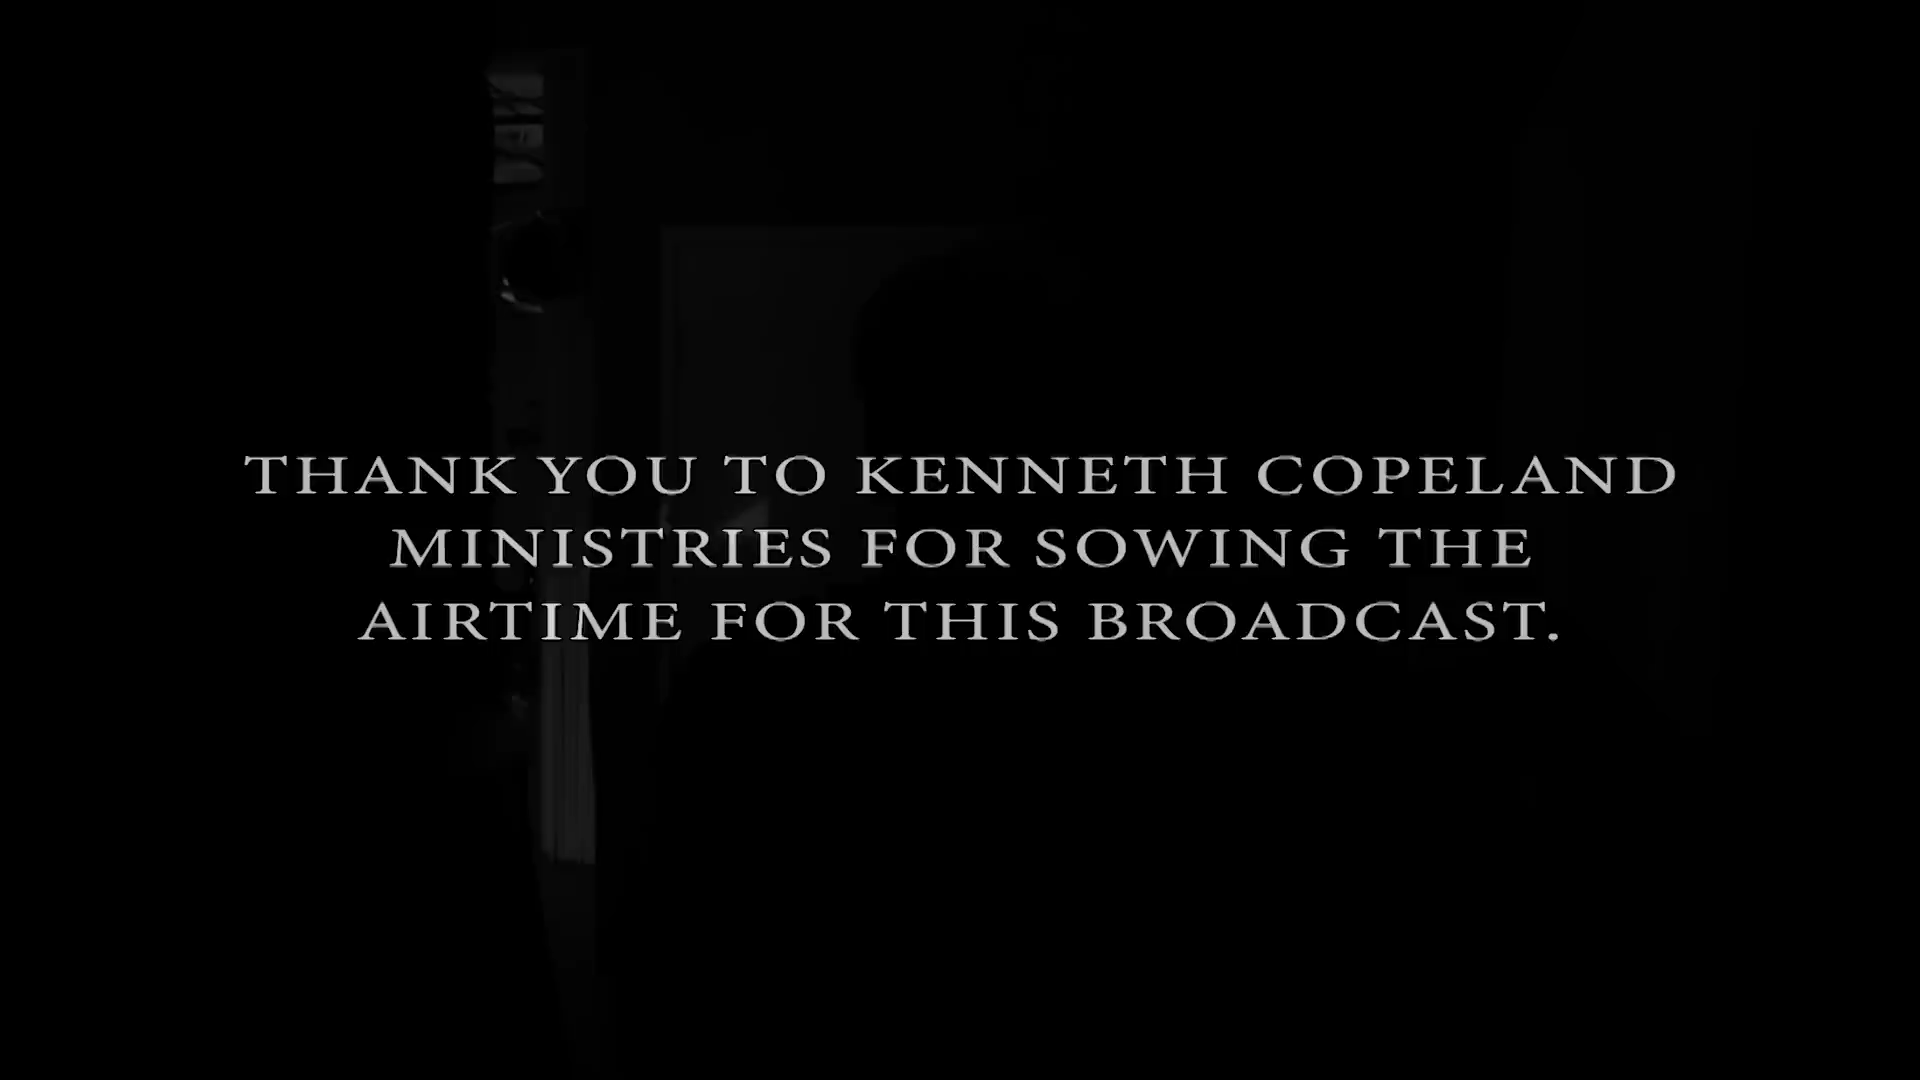 THANK YOU TO KENNETH COPELAND
MINISTRIES FOR SOWING THE
AIRTIME FOR THIS BROADCAST.